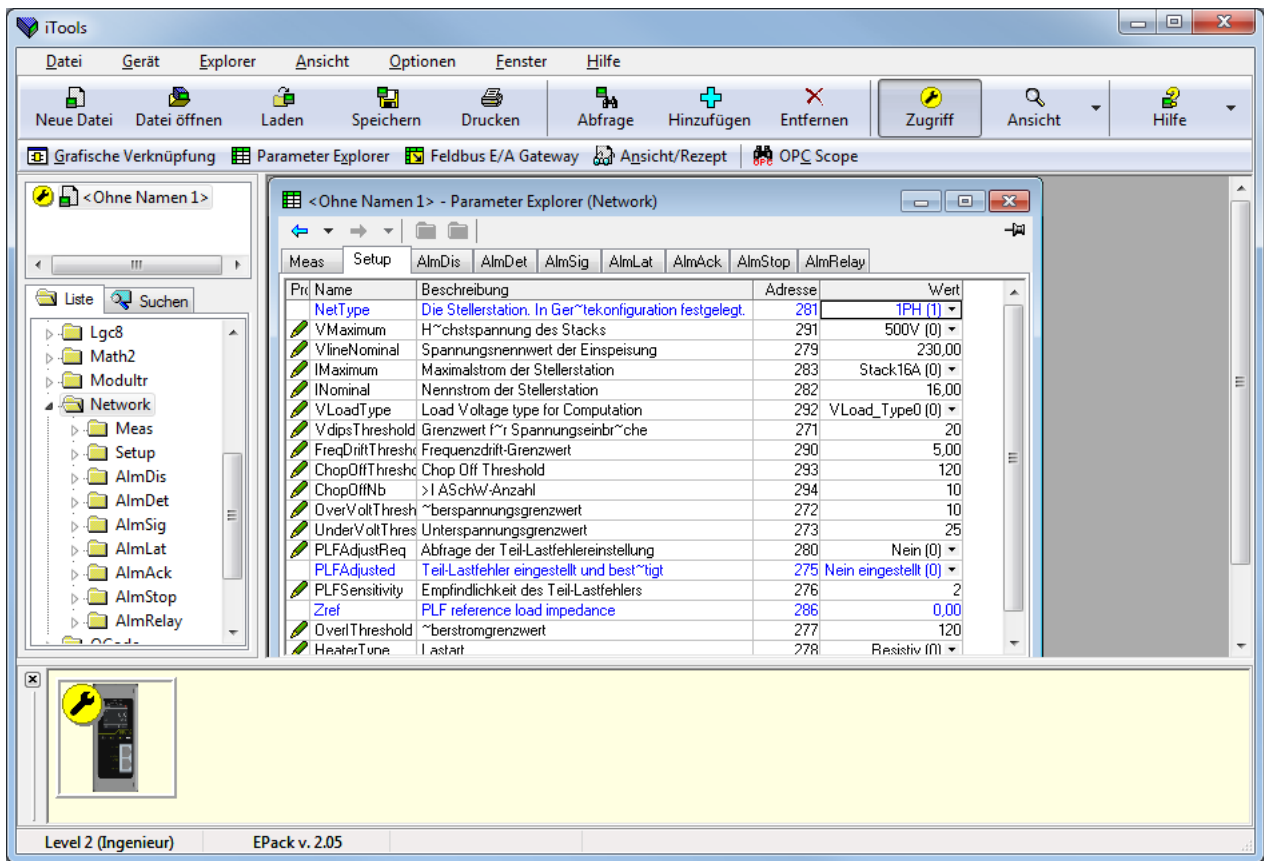 iTools
Datei Gerät Explorer Ansicht Optionen Fenster Hilfe
Neue Datei Datei öffnen Laden Speichern Drucken Abfrage Hinzufügen Entfernen Zugriff Ansicht Hilfe
Grafische Verknüpfung Parameter Explorer Feldbus E/A Gateway Ansicht/Rezept OPC OPC Scope
<Ohne Namen 1>
Liste Suchen
Lgc8
Math2
Modultr
Network
Meas
Setup
AlmDis
AlmDet
AlmSig
AlmLat
AlmAck
AlmStop
AlmRelay
<Ohne Namen 1> - Parameter Explorer (Network)
Meas Setup AlmDis AlmDet AlmSig AlmLat AlmAck AlmStop AlmRelay
Pro Name Beschreibung Adresse Wert
NetType Die Stellerstation. In Ger~tekonfiguration festgelegt. 281 1PH (1)
VMaximum H~chstspannung des Stacks 291 500V (0)
VlineNominal Spannungsnennwert der Einspeisung 279 230,00
IMaximum Maximalstrom der Stellerstation 283 Stack16A (0)
INominal Nennstrom der Stellerstation 282 16,00
VLoadType Load Voltage type for Computation 292 VLoad_Type0 (0)
VdipsThreshold Grenzwert f~r Spannungseinbr~che 271 20
FreqDriftThresho Frequenzdrift-Grenzwert 290 5,00
ChopOffThresho Chop Off Threshold 293 120
ChopOffNb >I ASchW-Anzahl 294 10
OverVoltThresh ~berspannungsgrenzwert 272 10
UnderVoltThres Unterspannungsgrenzwert 273 25
PLFAdjustReq Abfrage der Teil-Lastfehlereinstellung 280 Nein (0)
PLFAdjusted Teil-Lastfehler eingestellt und best~tigt 275 Nein eingestellt (0)
PLFSensitivity Empfindlichkeit des Teil-Lastfehlers 276 2
Zref PLF reference load impedance 286 0,00
OverIThreshold ~berstromgrenzwert 277 120
HeaterType Lastart 278 Resistiv (0)
Level 2 (Ingenieur) EPack v. 2.05